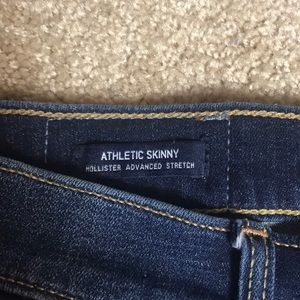 ATHLETIC SKINNY
HOLLISTER ADVANCED STRETCH